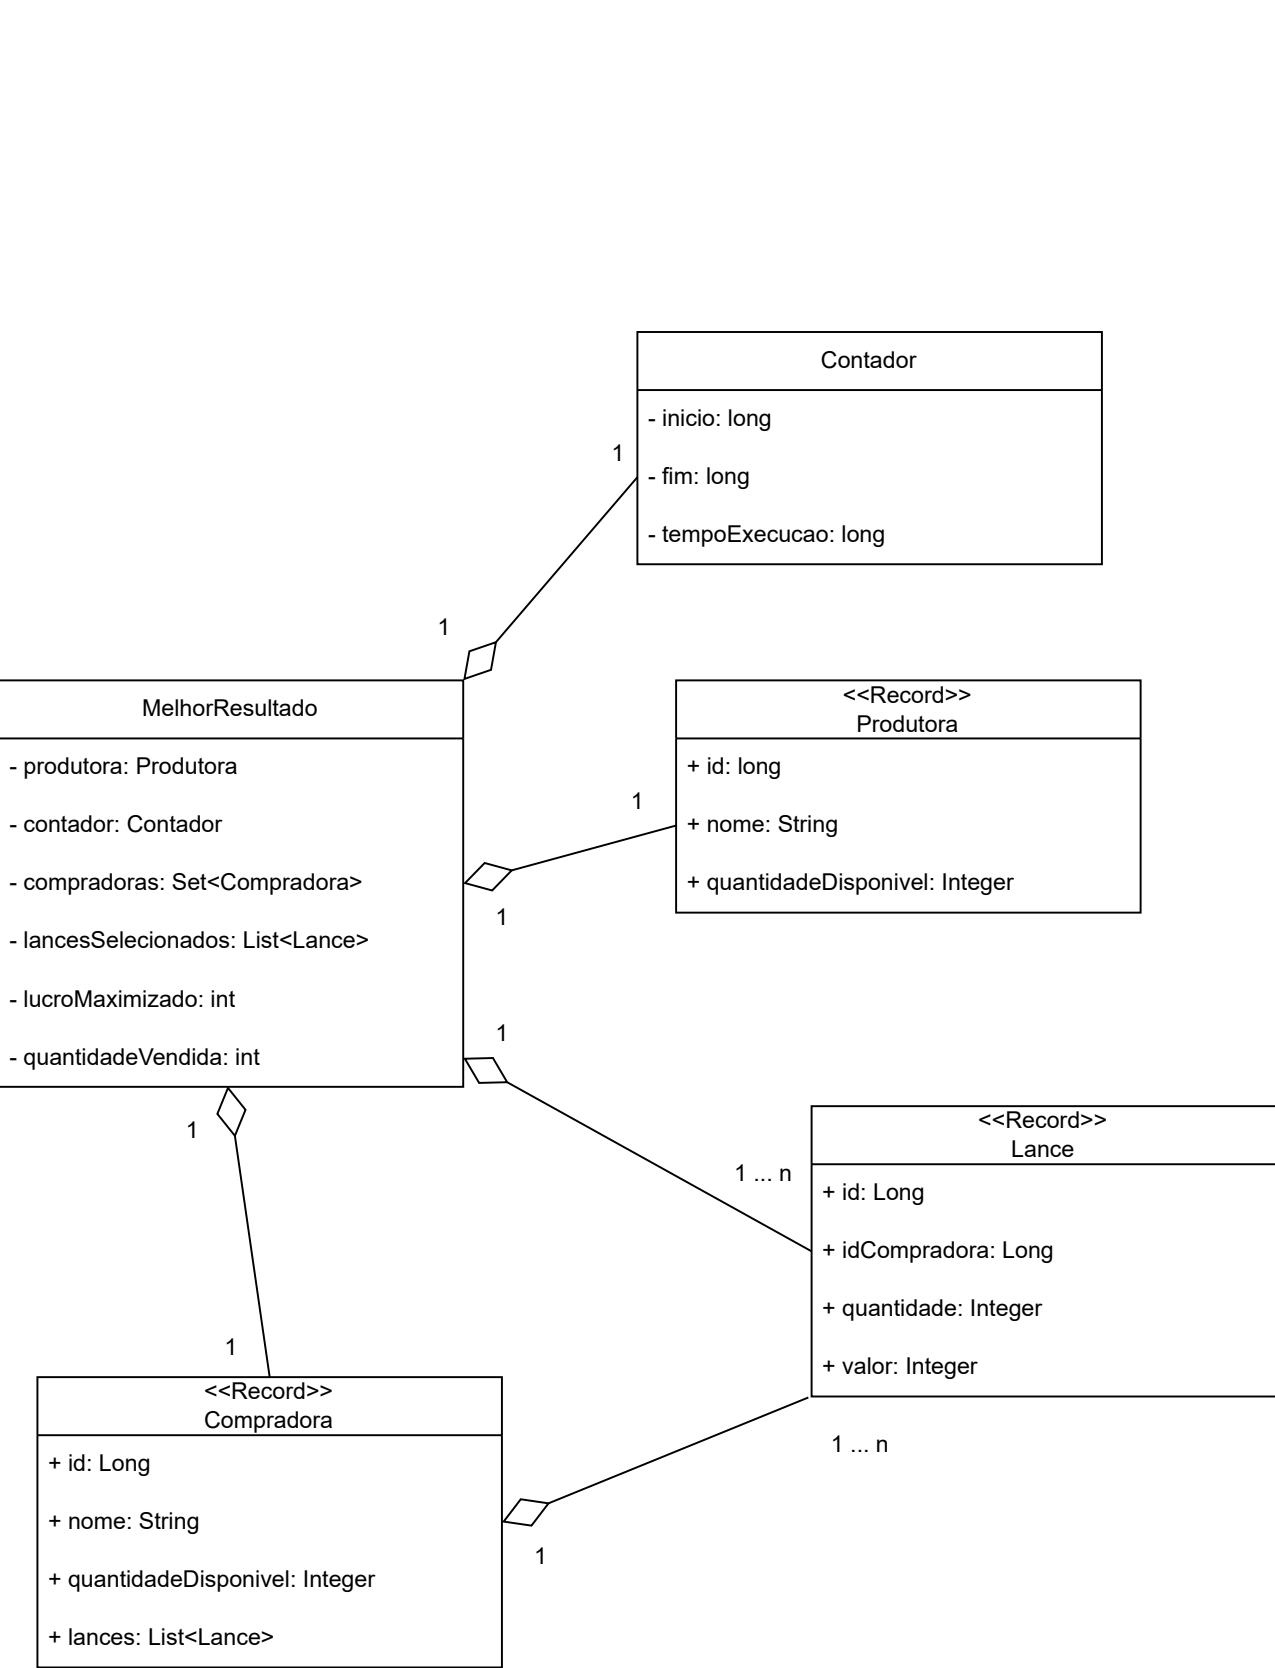 Contador
- inicio: long
- fim: long
- tempoExecucao: long
1
1
MelhorResultado
- produtora: Produtora
- contador: Contador
- compradoras: Set<Compradora>
- lancesSelecionados: List<Lance>
- lucroMaximizado: int
- quantidadeVendida: int
<<Record>>
Produtora
+ id: long
+ nome: String
+ quantidadeDisponivel: Integer
1
1
1
1 ... n
<<Record>>
Lance
+ id: Long
+ idCompradora: Long
+ quantidade: Integer
+ valor: Integer
1
1
<<Record>>
Compradora
+ id: Long
+ nome: String
+ quantidadeDisponivel: Integer
+ lances: List<Lance>
1 ... n
1